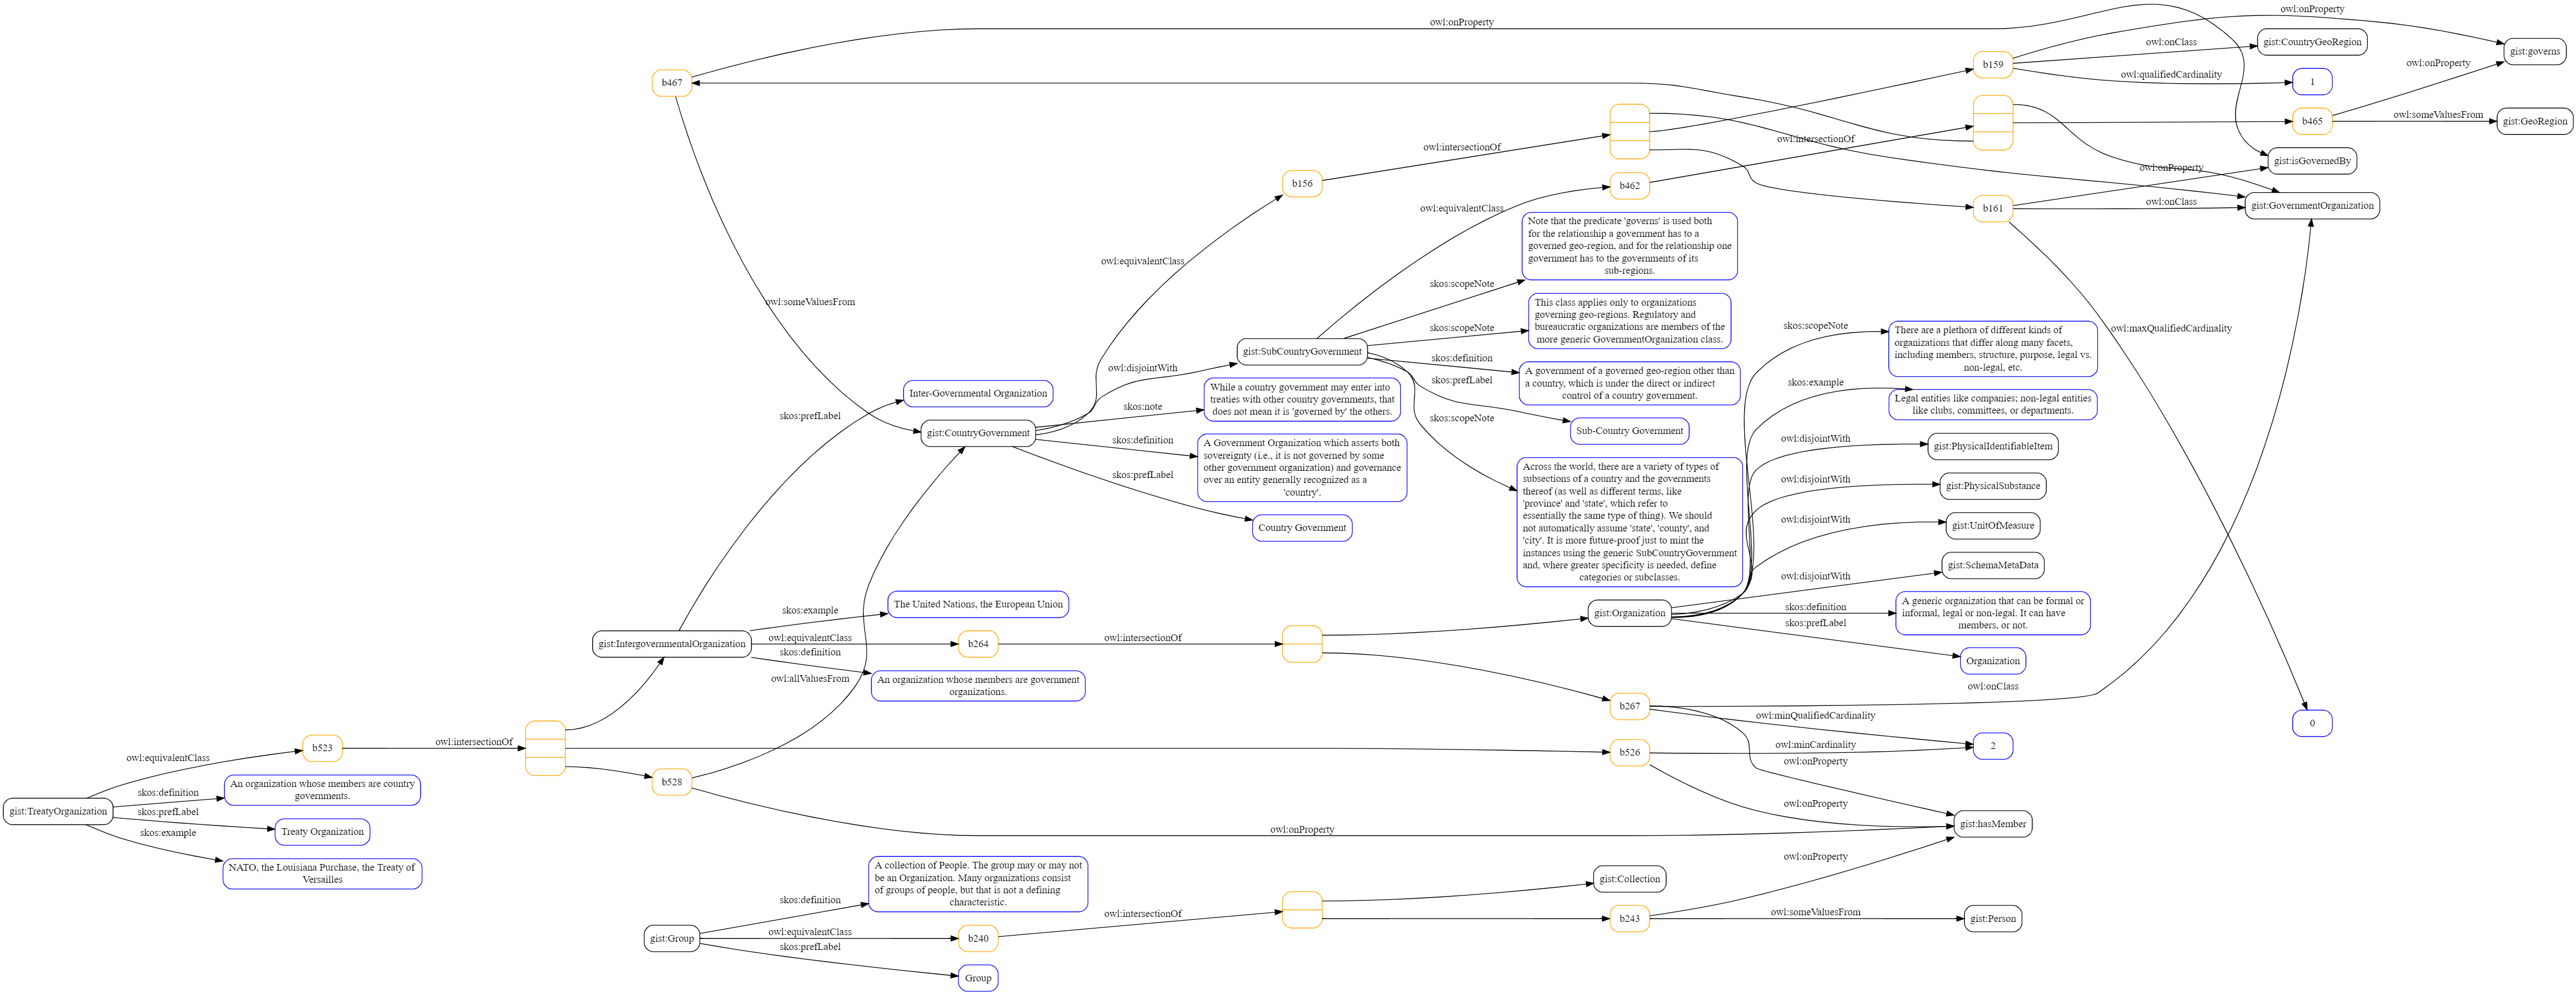 owl:onProperty
owl:onProperty
gist:governs
b467
b159
owl:onClass
gist:CountryGeoRegion
owl:qualifiedCardinality
1
owl:onProperty
owl:intersectionOf
b465
owl:someValuesFrom
gist:GeoRegion
owl:intersectionOf
gist:isGovernedBy
owl:onProperty
b156
b462
owl:equivalentClass
b161
owl:onClass
gist:GovernmentOrganization
Note that the predicate 'governs' is used both
for the relationship a government has to a
governed geo-region, and for the relationship one
government has to the governments of its
sub-regions.
owl:equivalentClass
skos:scopeNote
owl:someValuesFrom
This class applies only to organizations
governing geo-regions. Regulatory and
bureaucratic organizations are members of the
more generic GovernmentOrganization class.
skos:scopeNote
gist:SubCountryGovernment
skos:definition
A government of a governed geo-region other than
a country, which is under the direct or indirect
control of a country government.
skos:prefLabel
skos:scopeNote
Sub-Country Government
owl:disjointWith
skos:scopeNote
There are a plethora of different kinds of
organizations that differ along many facets,
including members, structure, purpose, legal vs.
non-legal, etc.
owl:maxQualifiedCardinality
skos:example
Legal entities like companies; non-legal entities
like clubs, committees, or departments.
Inter-Governmental Organization
skos:prefLabel
While a country government may enter into
treaties with other country governments, that
does not mean it is 'governed by' the others.
skos:note
gist:CountryGovernment
skos:definition
A Government Organization which asserts both
sovereignty (i.e., it is not governed by some
other government organization) and governance
over an entity generally recognized as a
'country'.
skos:prefLabel
Country Government
Across the world, there are a variety of types of
subsections of a country and the governments
thereof (as well as different terms, like
'province' and 'state', which refer to
essentially the same type of thing). We should
not automatically assume 'state', 'county', and
'city'. It is more future-proof just to mint the
instances using the generic SubCountryGovernment
and, where greater specificity is needed, define
categories or subclasses.
owl:disjointWith
gist:PhysicalIdentifiableItem
owl:disjointWith
gist:PhysicalSubstance
owl:disjointWith
gist:UnitOfMeasure
owl:disjointWith
gist:SchemaMetaData
gist:Organization
skos:definition
A generic organization that can be formal or
informal, legal or non-legal. It can have
members, or not.
skos:prefLabel
Organization
skos:example
The United Nations, the European Union
gist:IntergovernmentalOrganization
owl:equivalentClass
b264
owl:intersectionOf
skos:definition
An organization whose members are government
organizations.
owl:allValuesFrom
b267
owl:onClass
owl:minQualifiedCardinality
0
b523
owl:intersectionOf
owl:equivalentClass
b526
owl:minCardinality
2
owl:onProperty
b528
An organization whose members are country
governments.
skos:definition
gist:TreatyOrganization
skos:prefLabel
Treaty Organization
skos:example
NATO, the Louisiana Purchase, the Treaty of
Versailles
owl:onProperty
owl:onProperty
gist:hasMember
owl:onProperty
A collection of People. The group may or may not
be an Organization. Many organizations consist
of groups of people, but that is not a defining
characteristic.
skos:definition
gist:Collection
owl:intersectionOf
gist:Group
owl:equivalentClass
b240
b243
owl:someValuesFrom
gist:Person
skos:prefLabel
Group